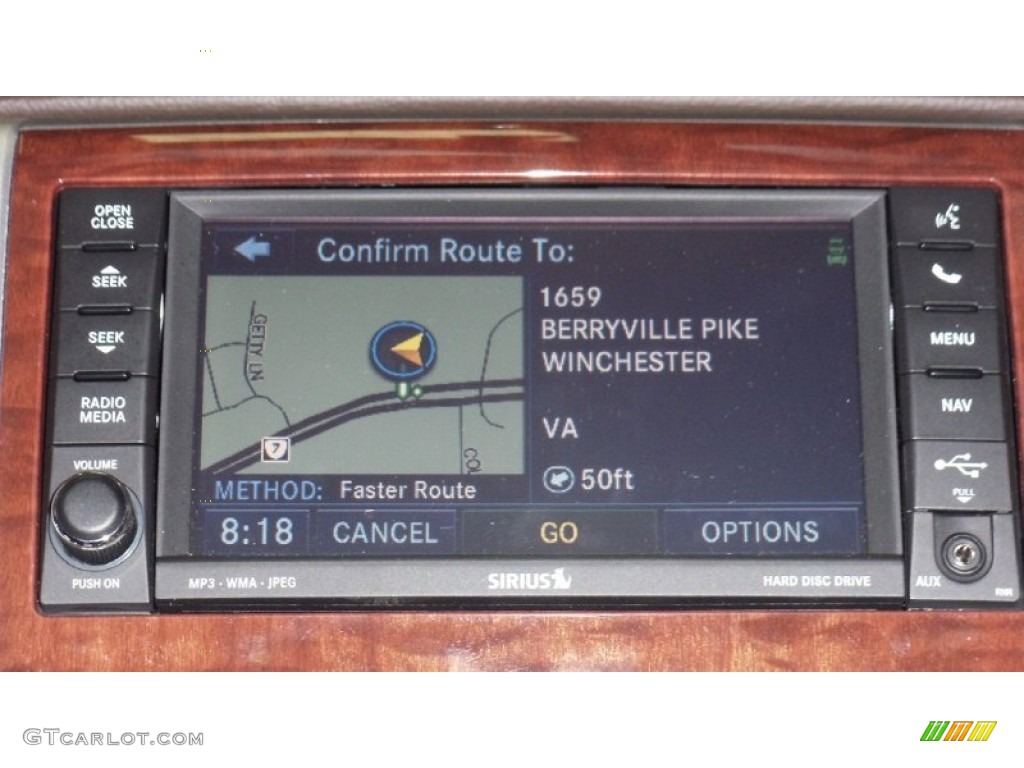 OPEN
CLOSE
SEEK
SEEK
RADIO
MEDIA
VOLUME
PUSH ON
Confirm Route To:
GETTY LN
7
COL
1659
BERRYVILLE PIKE
WINCHESTER
VA
50ft
METHOD: Faster Route
8:18 CANCEL GO OPTIONS
MP3 · WMA · JPEG SIRIUS HARD DISC DRIVE
MENU
NAV
PULL
AUX
RNR
GTCARLOT.COM